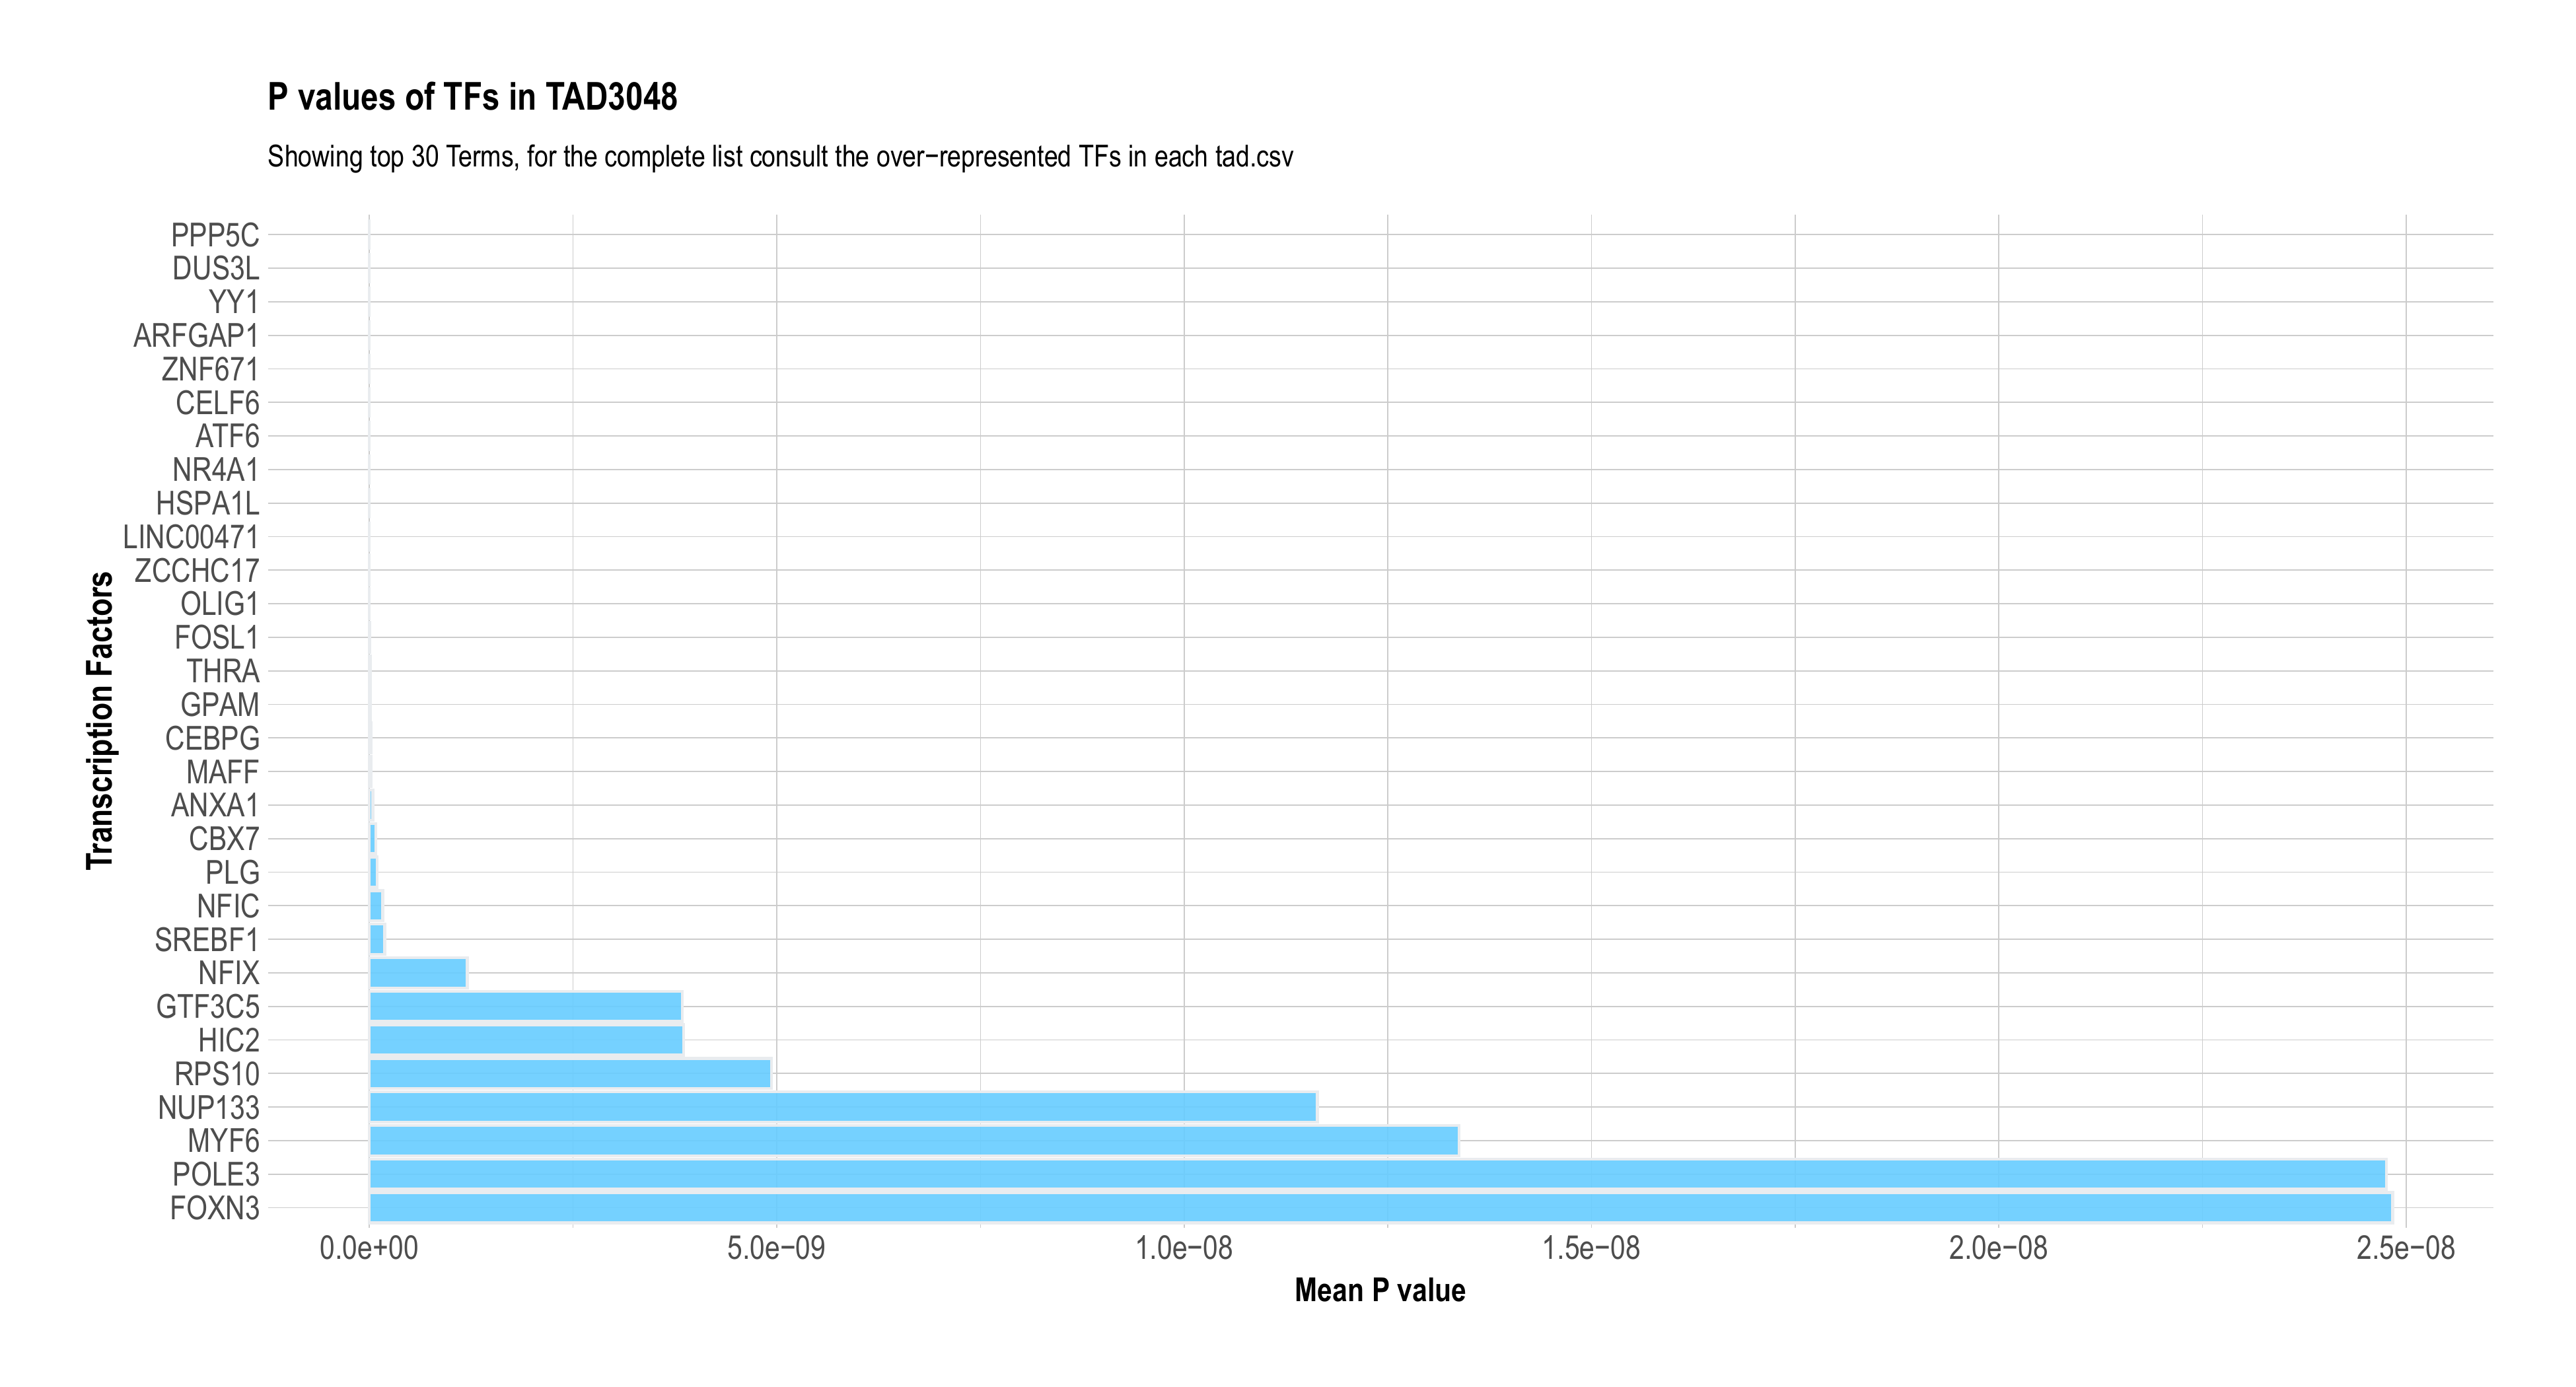 P values of TFs in TAD3048
Showing top 30 Terms, for the complete list consult the over−represented TFs in each tad.csv
Transcription Factors
PPP5C
DUS3L
YY1
ARFGAP1
ZNF671
CELF6
ATF6
NR4A1
HSPA1L
LINC00471
ZCCHC17
OLIG1
FOSL1
THRA
GPAM
CEBPG
MAFF
ANXA1
CBX7
PLG
NFIC
SREBF1
NFIX
GTF3C5
HIC2
RPS10
NUP133
MYF6
POLE3
FOXN3
0.0e+00 5.0e−09 1.0e−08 1.5e−08 2.0e−08 2.5e−08
Mean P value